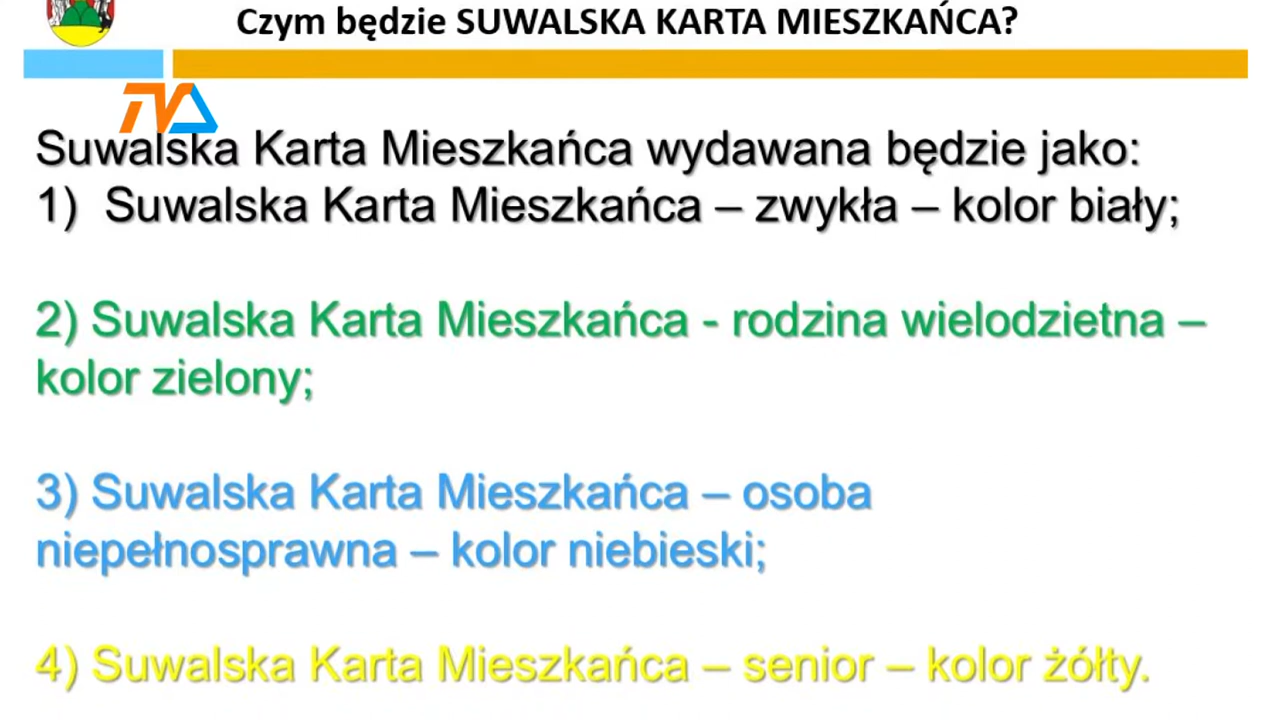 Czym będzie SUWALSKA KARTA MIESZKAŃCA?
TVA
Suwalska Karta Mieszkańca wydawana będzie jako:
1) Suwalska Karta Mieszkańca – zwykła – kolor biały;
2) Suwalska Karta Mieszkańca - rodzina wielodzietna –
kolor zielony;
3) Suwalska Karta Mieszkańca – osoba
niepełnosprawna – kolor niebieski;
4) Suwalska Karta Mieszkańca – senior – kolor żółty.